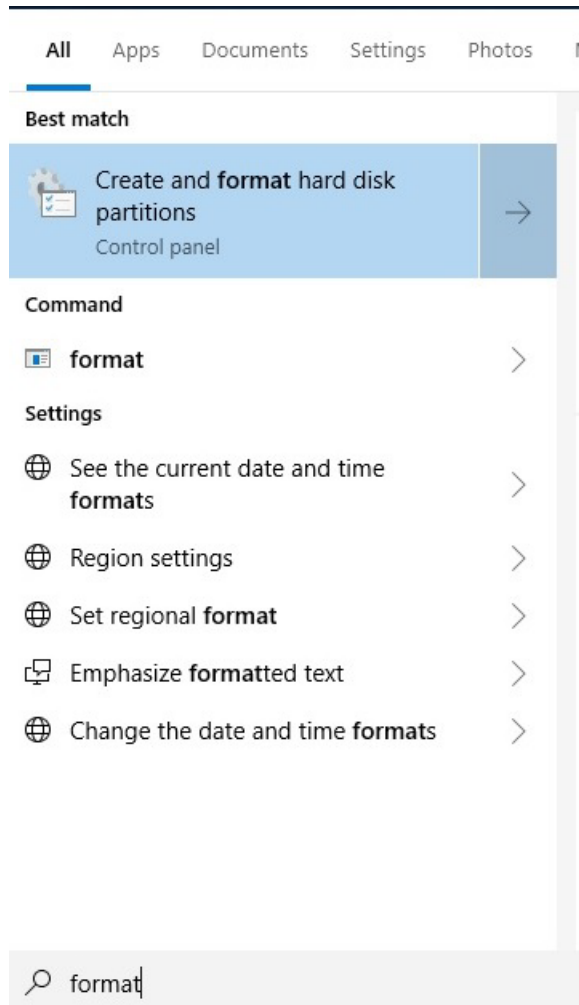 All Apps Documents Settings Photos
Best match
Create and format hard disk
partitions
Control panel
Command
format
Settings
See the current date and time
formats
Region settings
Set regional format
Emphasize formatted text
Change the date and time formats
format